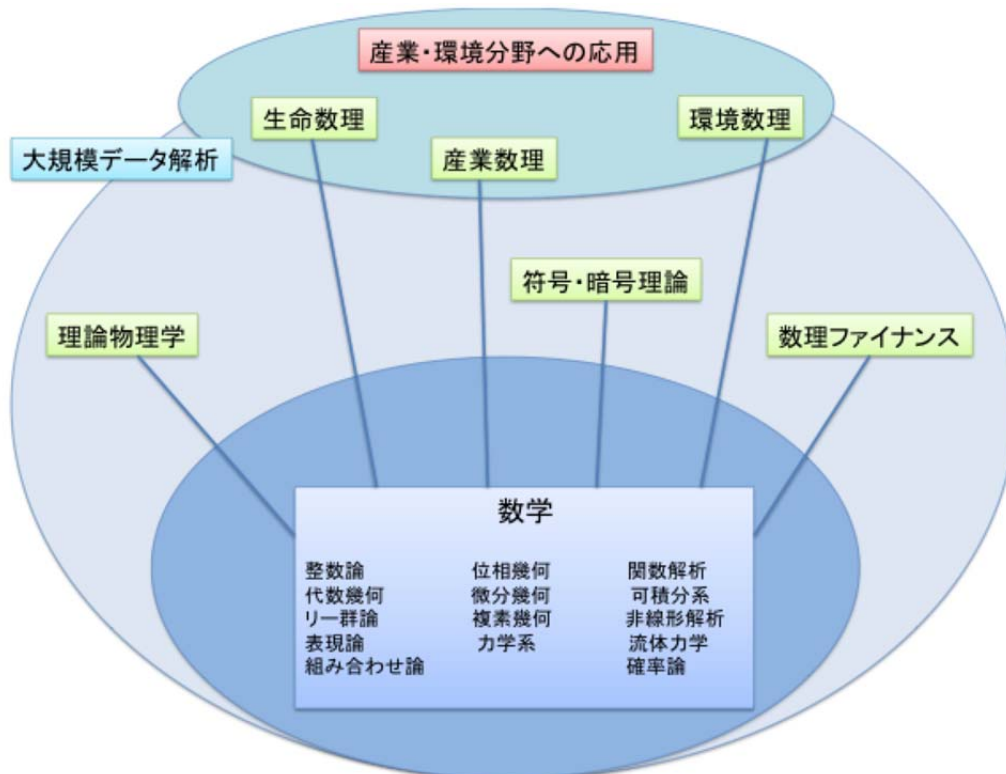 産業・環境分野への応用
生命数理
環境数理
大規模データ解析
産業数理
符号・暗号理論
理論物理学
数理ファイナンス
数学
整数論
代数幾何
リー群論
表現論
組み合わせ論
位相幾何
微分幾何
複素幾何
力学系
関数解析
可積分系
非線形解析
流体力学
確率論